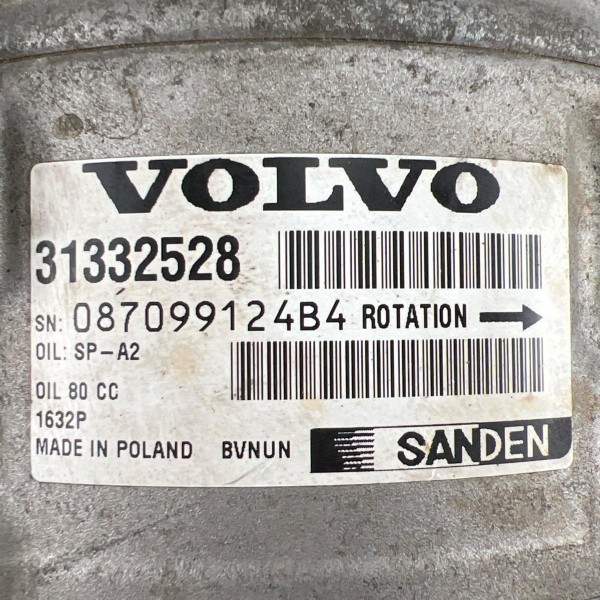 VOLVO
31332528
SN: 087099124B4 ROTATION →
OIL: SP-A2
OIL 80 CC
1632P
MADE IN POLAND BVNUN SANDEN